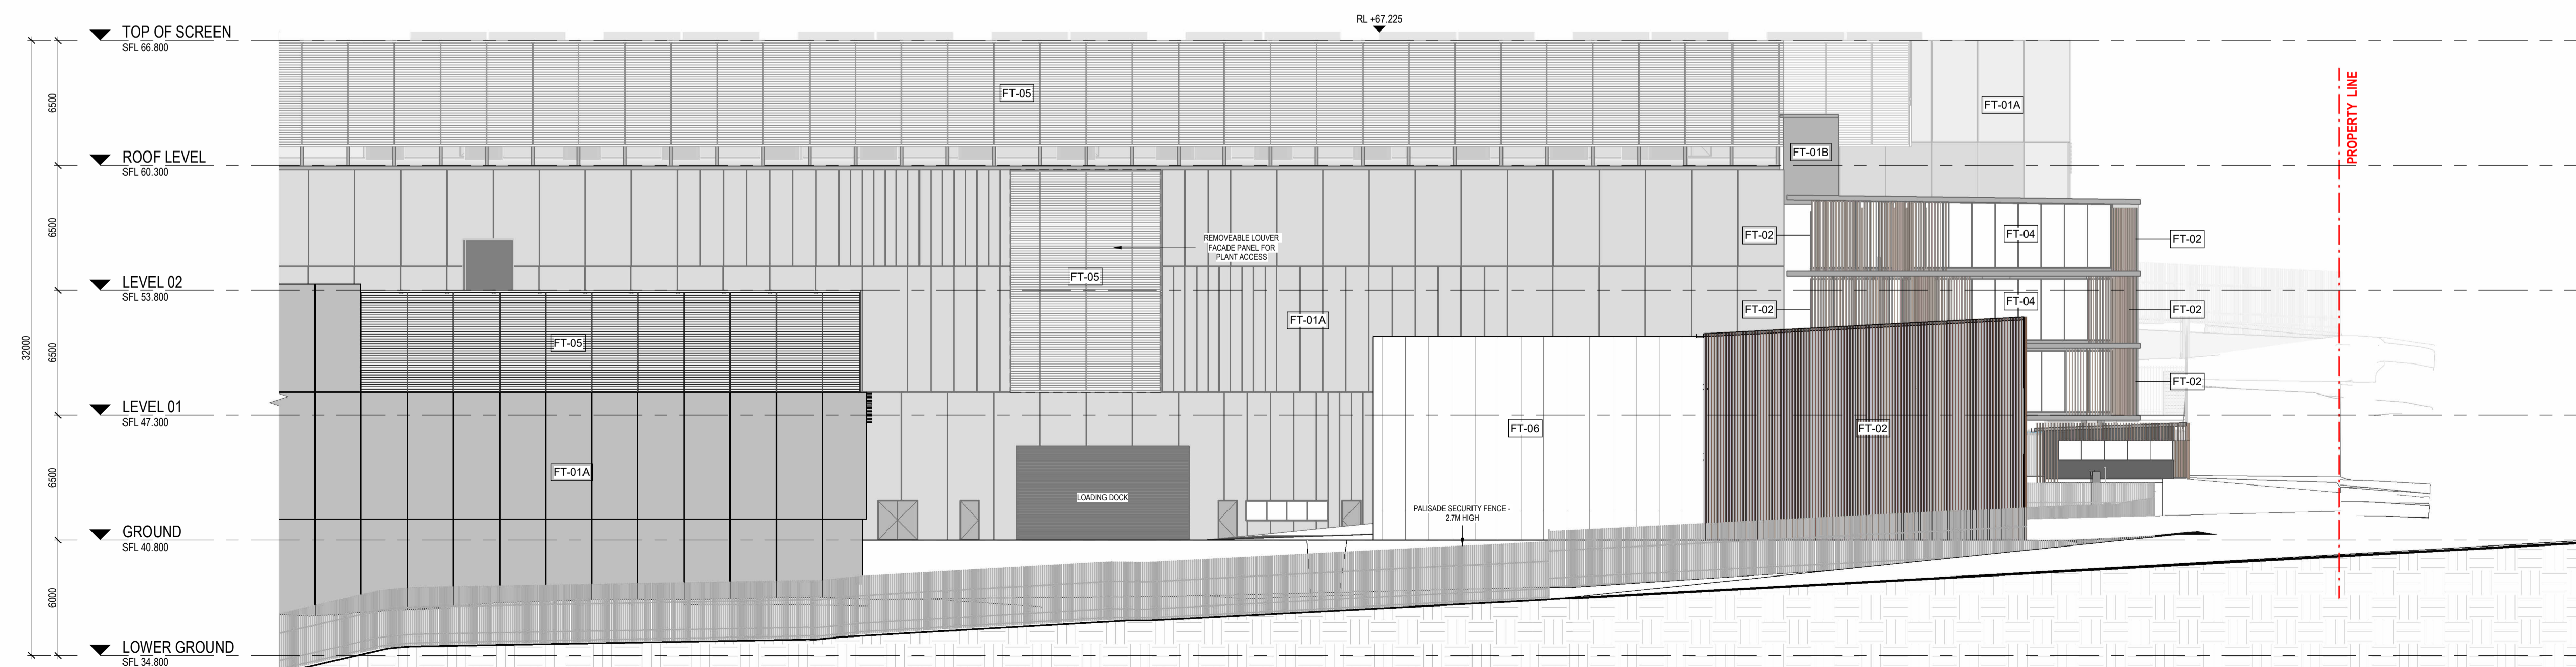 RL +67.225
TOP OF SCREEN
SFL 66.800
PROPERTY LINE
6500
FT-05
FT-01A
ROOF LEVEL
SFL 60.300
FT-01B
6500
REMOVEABLE LOUVER
FACADE PANEL FOR
PLANT ACCESS
FT-02
FT-04
FT-02
FT-05
LEVEL 02
SFL 53.800
FT-04
FT-02
FT-02
FT-01A
32000
6500
FT-05
FT-02
LEVEL 01
SFL 47.300
FT-06
FT-02
6500
FT-01A
LOADING DOCK
PALISADE SECURITY FENCE -
2.7M HIGH
GROUND
SFL 40.800
6000
LOWER GROUND
SFL 34.800